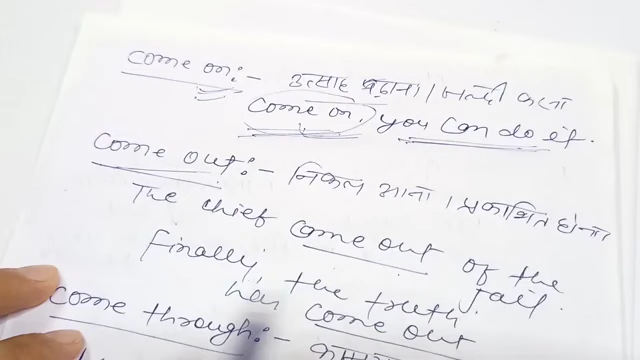 Come on:- उत्साह बढ़ाना / जल्दी करना
Come on, you can do it.
Come out:- निकल आना / प्रकाशित होना
The chief came out of the jail.
Finally, the truth
has come out
Come through:-